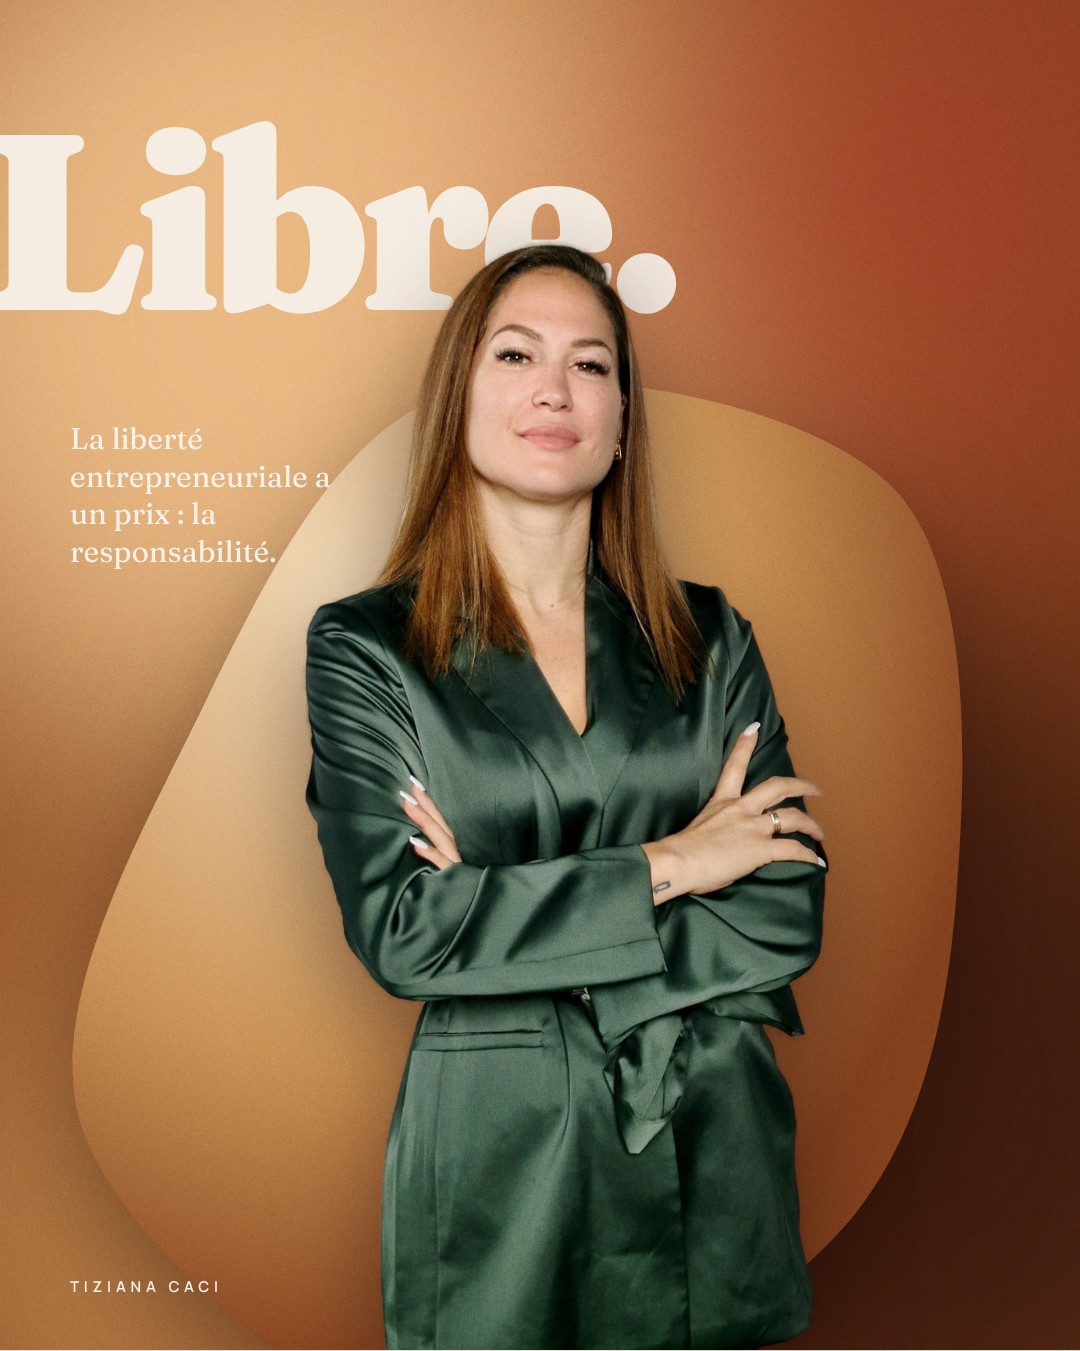 Libre.
La liberté
entrepreneuriale a
un prix : la
responsabilité.
TIZIANA CACI